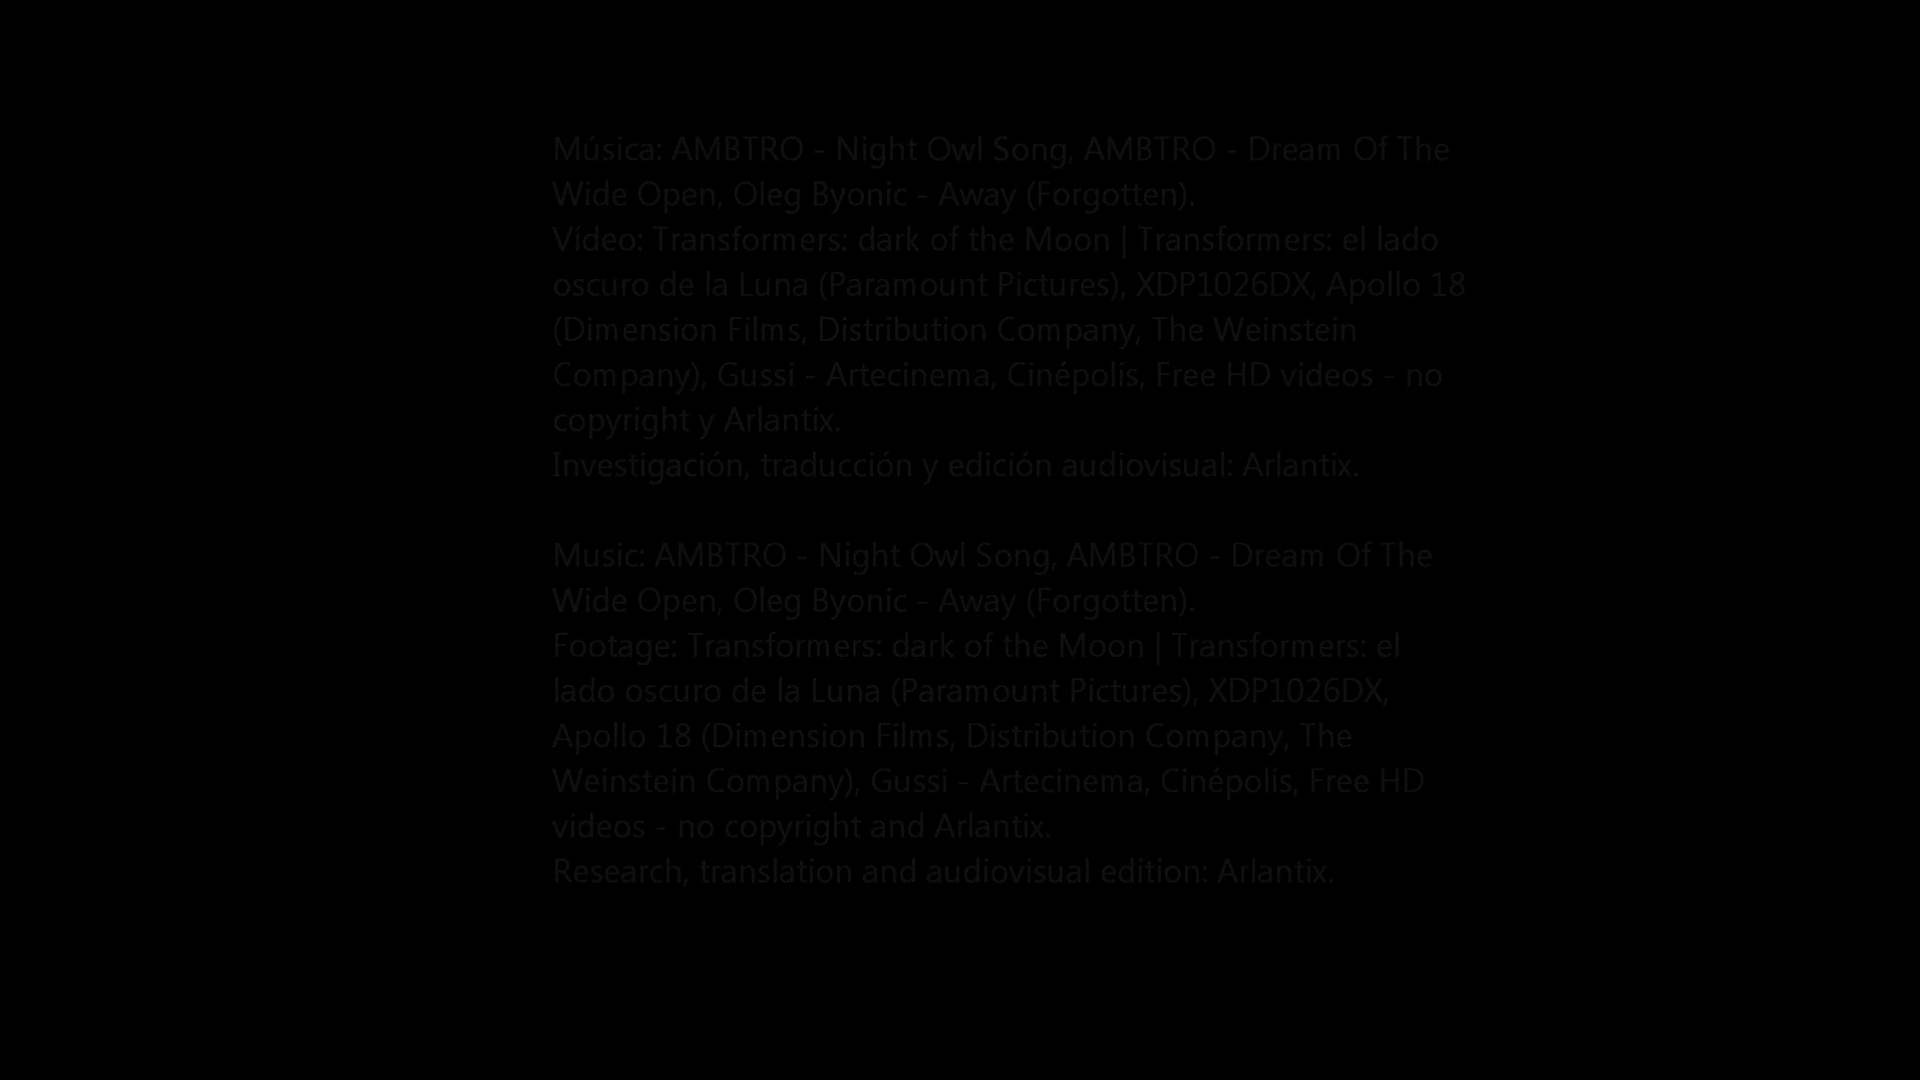 Música: AMBTRO - Night Owl Song, AMBTRO - Dream Of The
Wide Open, Oleg Byonic - Away (Forgotten).
Vídeo: Transformers: dark of the Moon | Transformers: el lado
oscuro de la Luna (Paramount Pictures), XDP1026DX, Apollo 18
(Dimension Films, Distribution Company, The Weinstein
Company), Gussi - Artecinema, Cinépolis, Free HD videos - no
copyright y Arlantix.
Investigación, traducción y edición audiovisual: Arlantix.
Music: AMBTRO - Night Owl Song, AMBTRO - Dream Of The
Wide Open, Oleg Byonic - Away (Forgotten).
Footage: Transformers: dark of the Moon | Transformers: el
lado oscuro de la Luna (Paramount Pictures), XDP1026DX,
Apollo 18 (Dimension Films, Distribution Company, The
Weinstein Company), Gussi - Artecinema, Cinépolis, Free HD
videos - no copyright and Arlantix.
Research, translation and audiovisual edition: Arlantix.